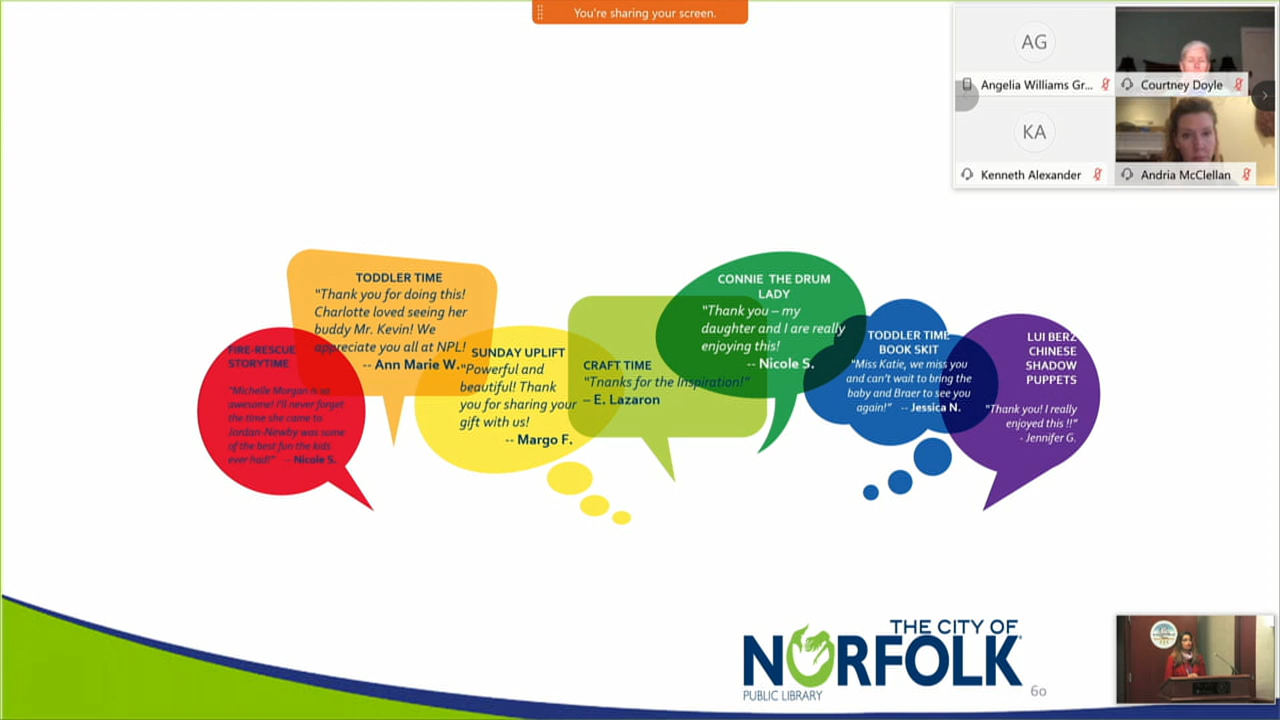 You're sharing your screen.
AG
Angelia Williams Gr...
Courtney Doyle
KA
Kenneth Alexander
Andria McClellan
FIRE-RESCUE
STORYTIME
"Michelle Morgan is so
awesome! I'll never forget
the time she came to
Jordan-Newby was some
of the best fun the kids
ever had!" -- Nicole S.
TODDLER TIME
"Thank you for doing this!
Charlotte loved seeing her
buddy Mr. Kevin! We
appreciate you all at NPL!
-- Ann Marie W.
SUNDAY UPLIFT
"Powerful and
beautiful! Thank
you for sharing your
gift with us!
-- Margo F.
CRAFT TIME
"Tnanks for the Inspiration!"
– E. Lazaron
CONNIE THE DRUM
LADY
"Thank you – my
daughter and I are really
enjoying this!
-- Nicole S.
TODDLER TIME
BOOK SKIT
"Miss Katie, we miss you
and can't wait to bring the
baby and Braer to see you
again!" -- Jessica N.
LUI BERZ
CHINESE
SHADOW
PUPPETS
"Thank you! I really
enjoyed this !!"
- Jennifer G.
THE CITY OF
NORFOLK
PUBLIC LIBRARY
60